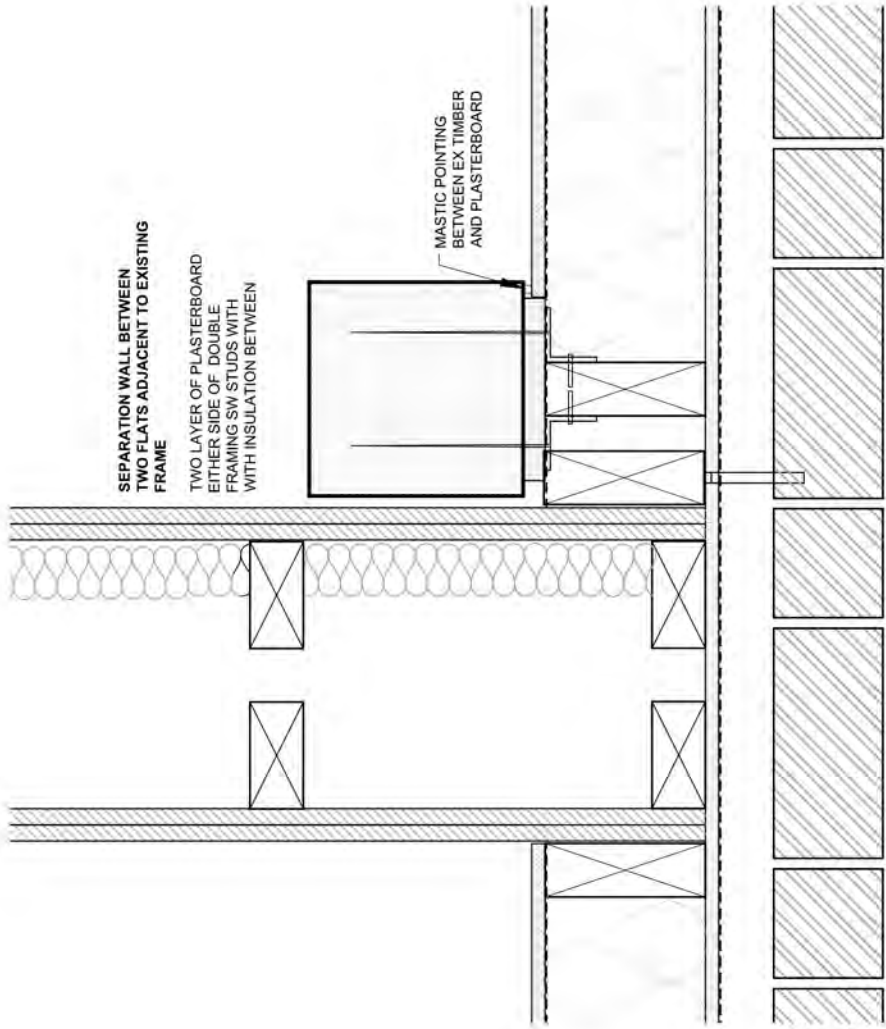 SEPARATION WALL BETWEEN
TWO FLATS ADJACENT TO EXISTING
FRAME
TWO LAYER OF PLASTERBOARD
EITHER SIDE OF DOUBLE
FRAMING SW STUDS WITH
WITH INSULATION BETWEEN
MASTIC POINTING
BETWEEN EX TIMBER
AND PLASTERBOARD